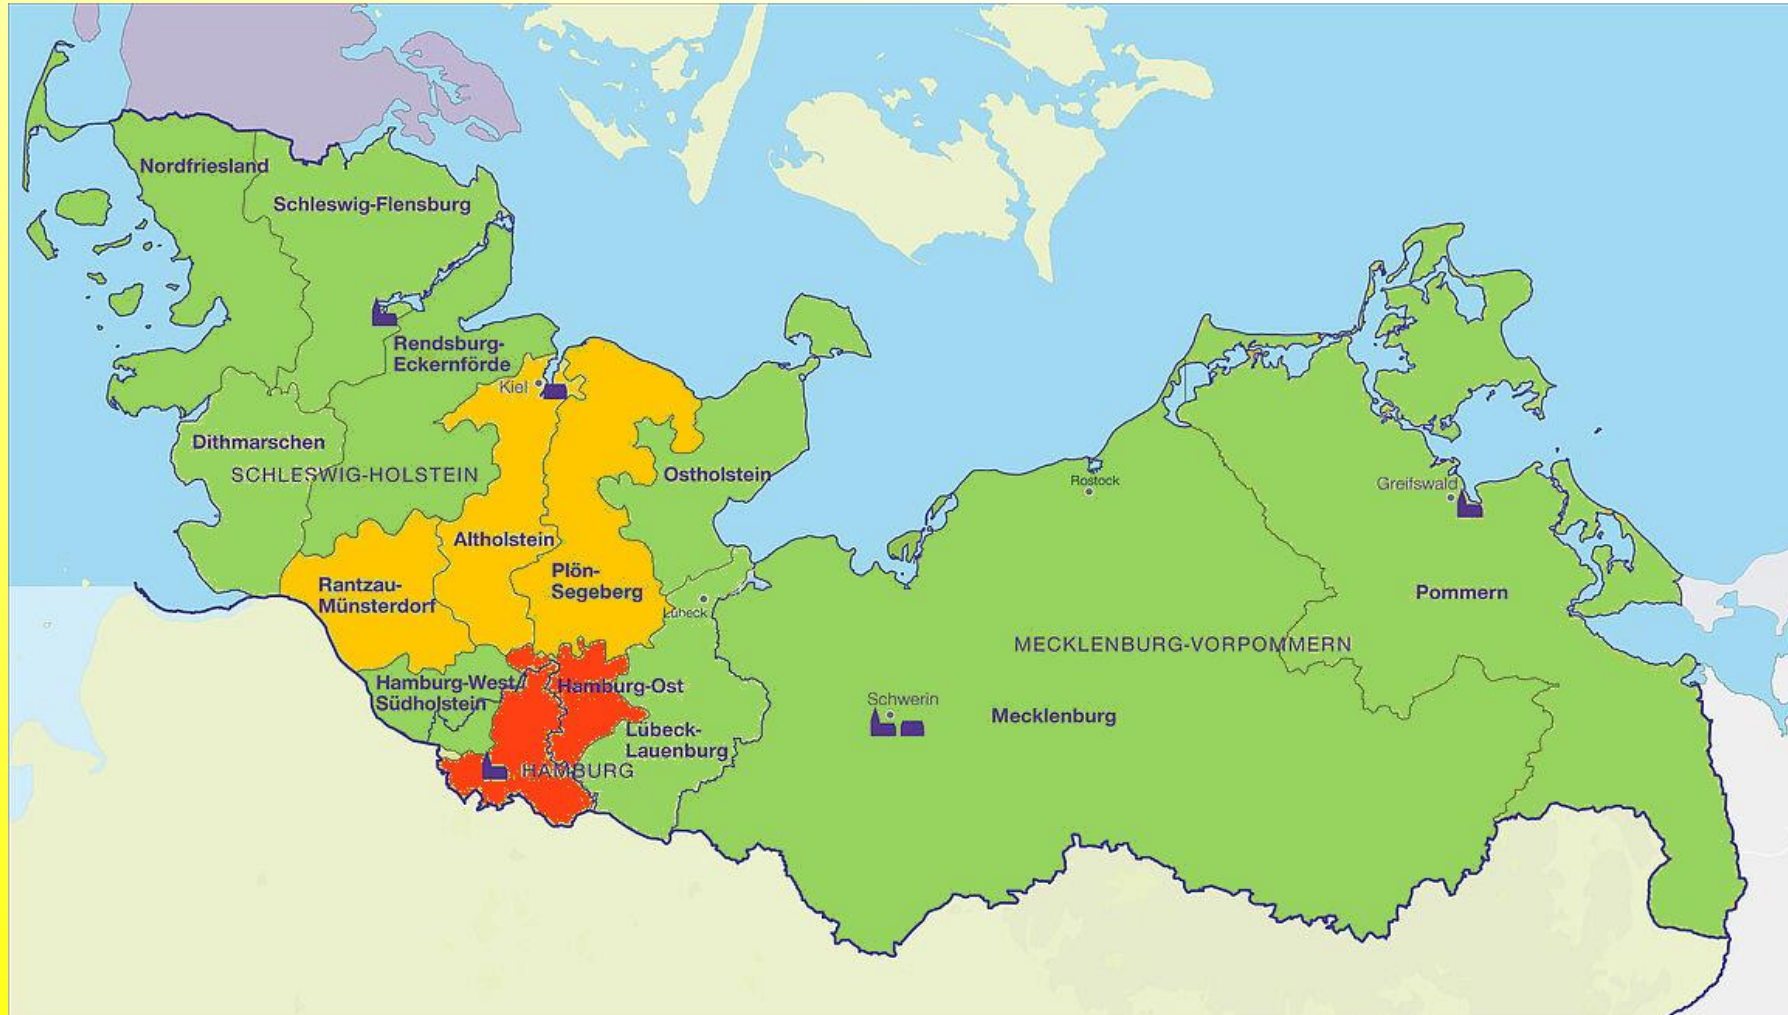 Nordfriesland
Schleswig-Flensburg
Rendsburg-
Eckernförde
Kiel
Dithmarschen
SCHLESWIG-HOLSTEIN
Ostholstein
Rostock
Greifswald
Altholstein
Rantzau-
Münsterdorf
Plön-
Segeberg
Lübeck
Pommern
MECKLENBURG-VORPOMMERN
Hamburg-West/
Südholstein
Hamburg-Ost
Lübeck-
Lauenburg
HAMBURG
Schwerin
Mecklenburg